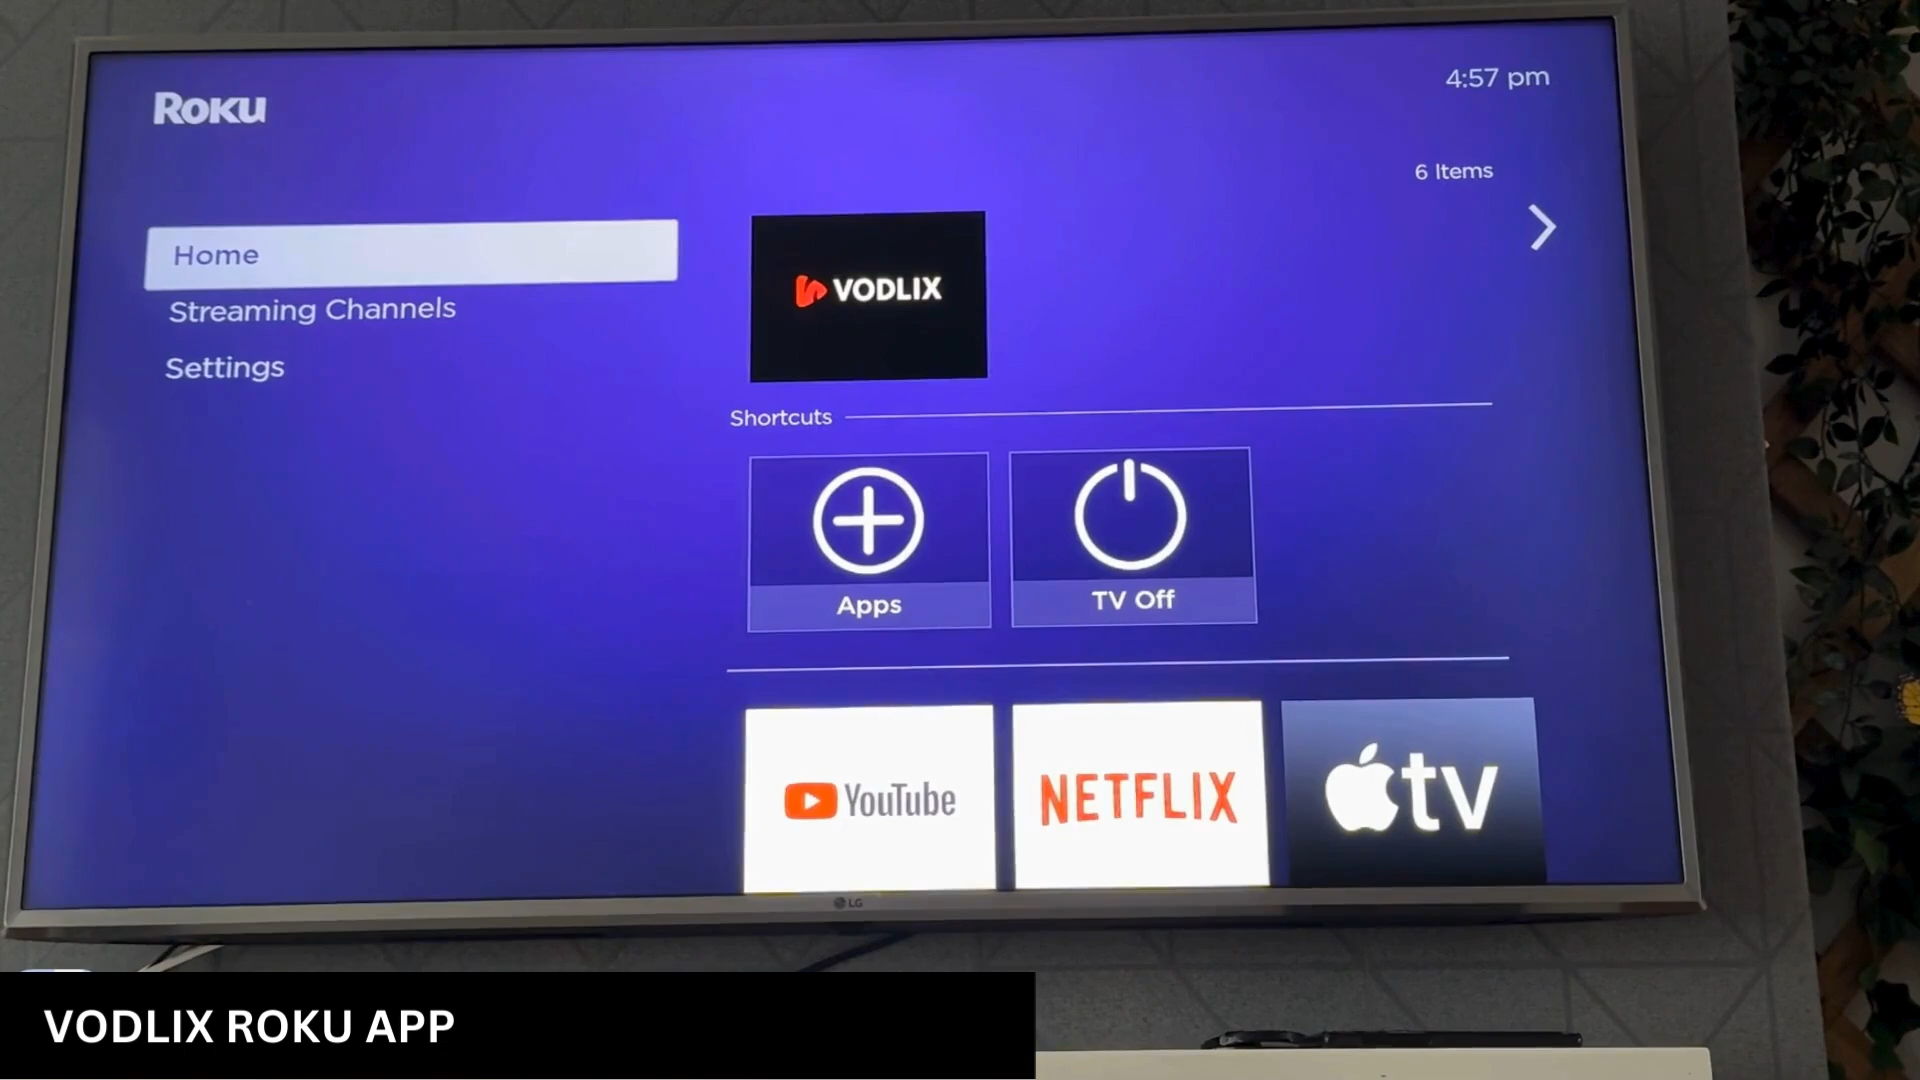 ROKU
4:57 pm
6 Items
Home
Streaming Channels
Settings
VODLIX
Shortcuts
Apps
TV Off
YouTube
NETFLIX
tv
LG
VODLIX ROKU APP